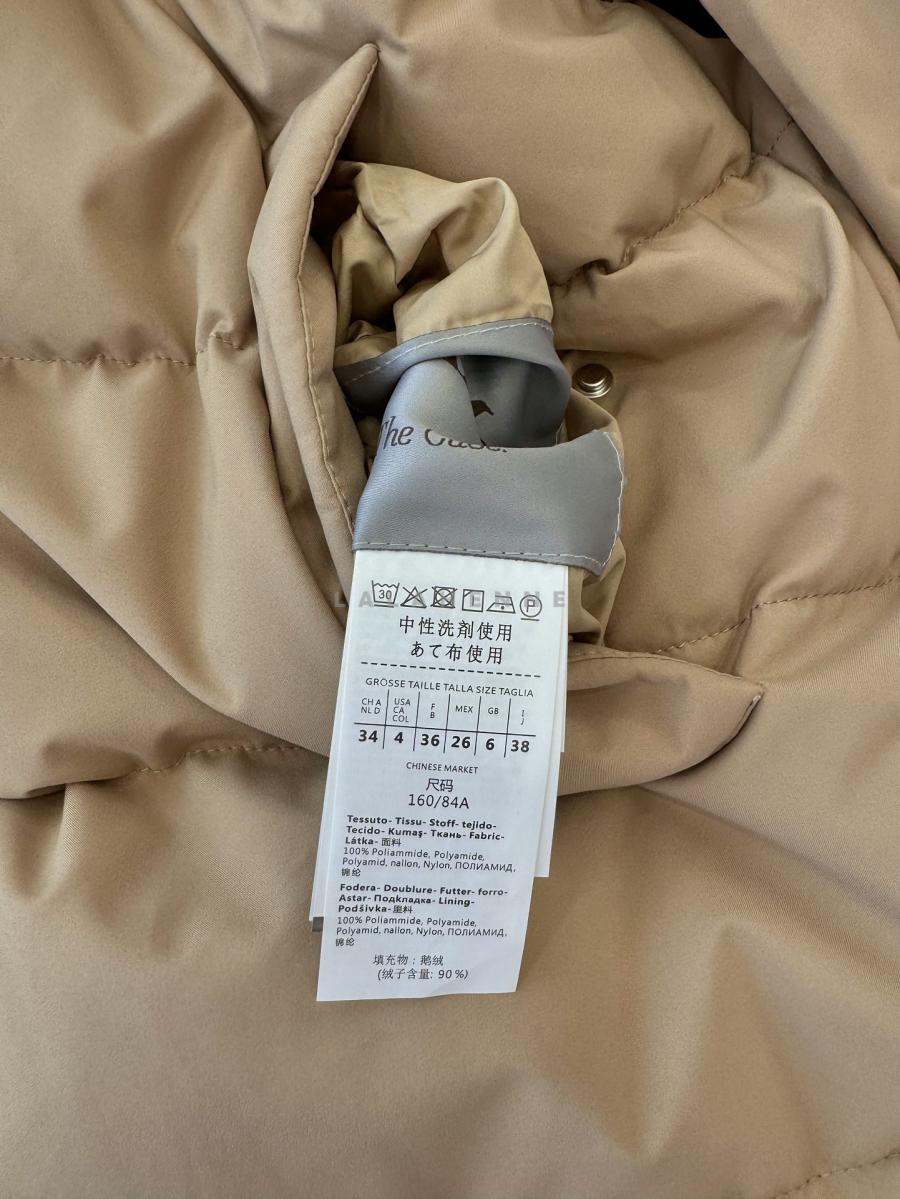 The Cube.
30
P
LALADENNE
中性洗剤使用
あて布使用
GRÖSSE TAILLE TALLA SIZE TAGLIA
CH A NL D
USA CA COL
F B
MEX
GB
I J
34 4 36 26 6 38
CHINESE MARKET
尺码
160/84A
Tessuto- Tissu- Stoff- tejido-
Tecido- Kumaş- Ткань- Fabric-
Látka- 面料
100% Poliammide, Polyamide,
Polyamid, nallon, Nylon, ПОЛИАМИД,
锦纶
Fodera- Doublure- Futter- forro-
Astar- Подкладка- Lining-
Podšivka- 里料
100% Poliammide, Polyamide,
Polyamid, nallon, Nylon, ПОЛИАМИД,
锦纶
填充物：鹅绒
(绒子含量: 90%)